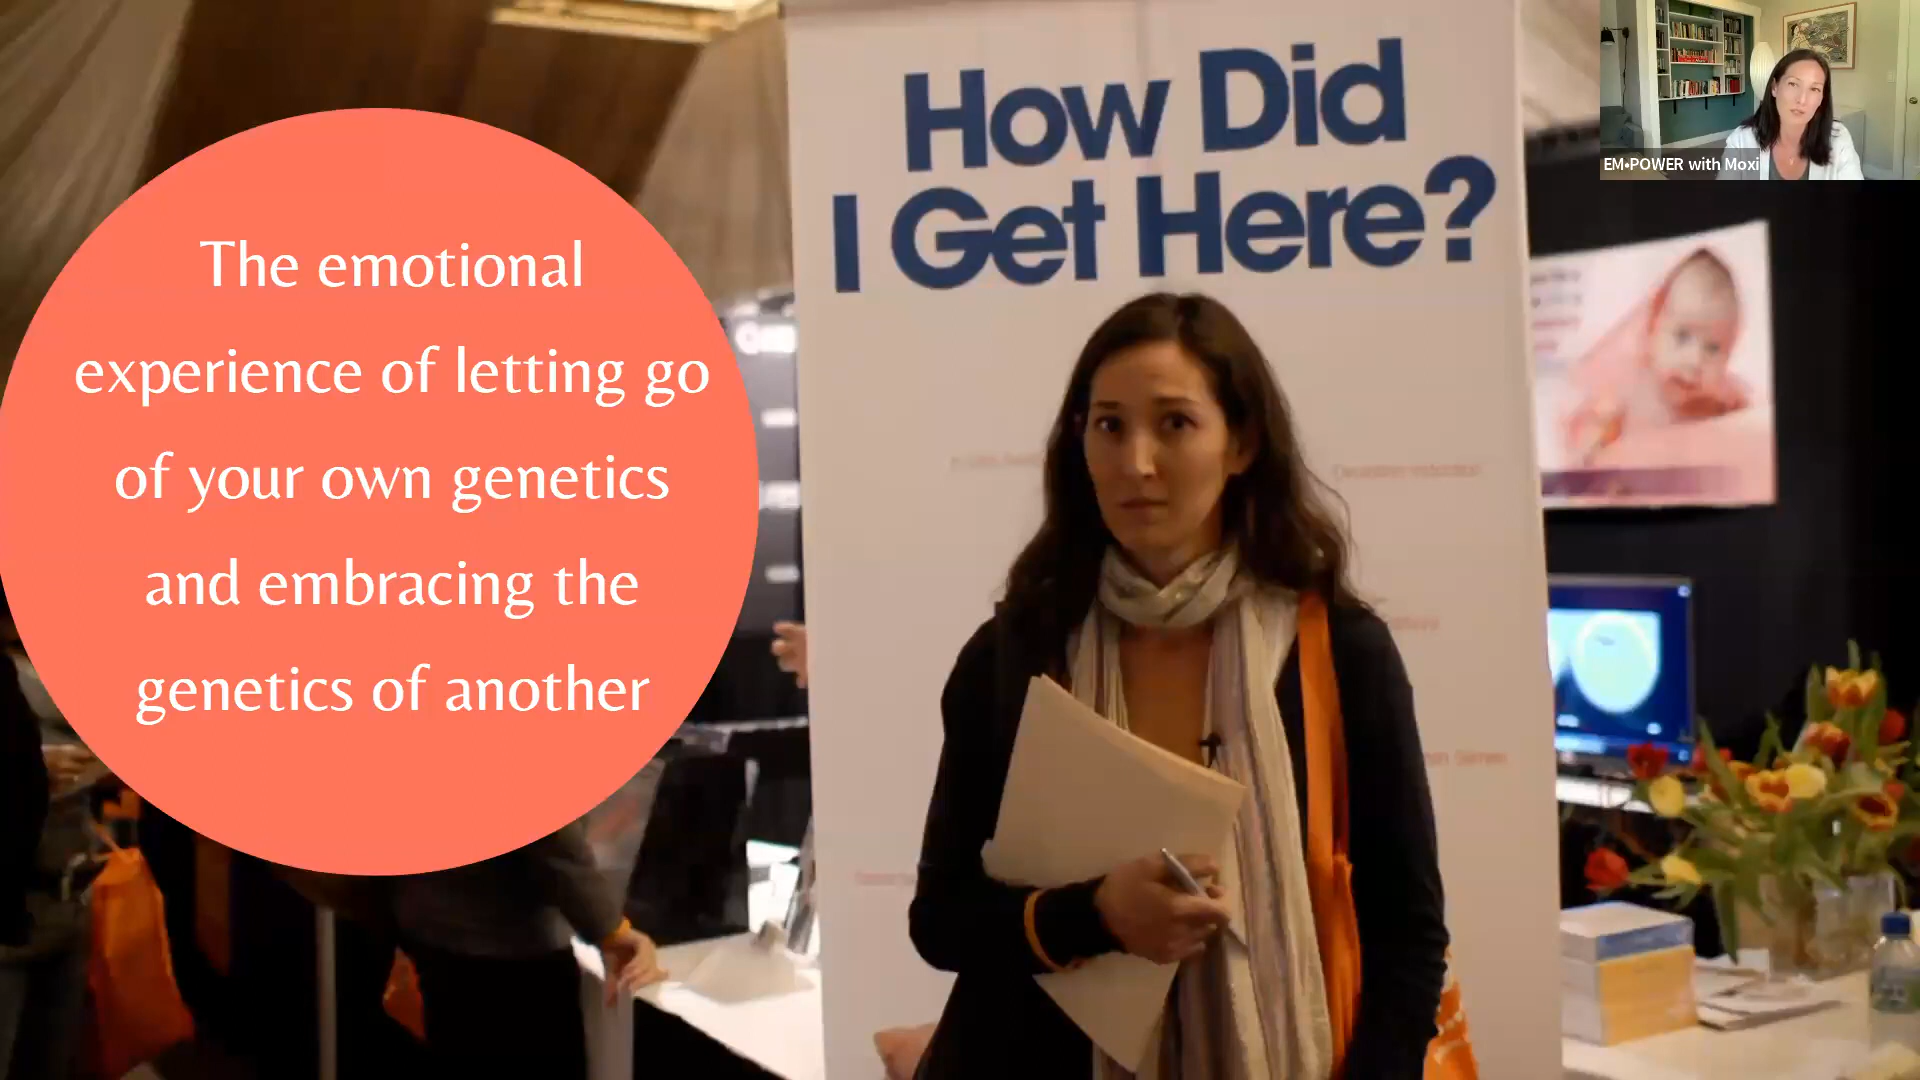 How Did
I Get Here?
EM•POWER with Moxi
The emotional
experience of letting go
of your own genetics
and embracing the
genetics of another